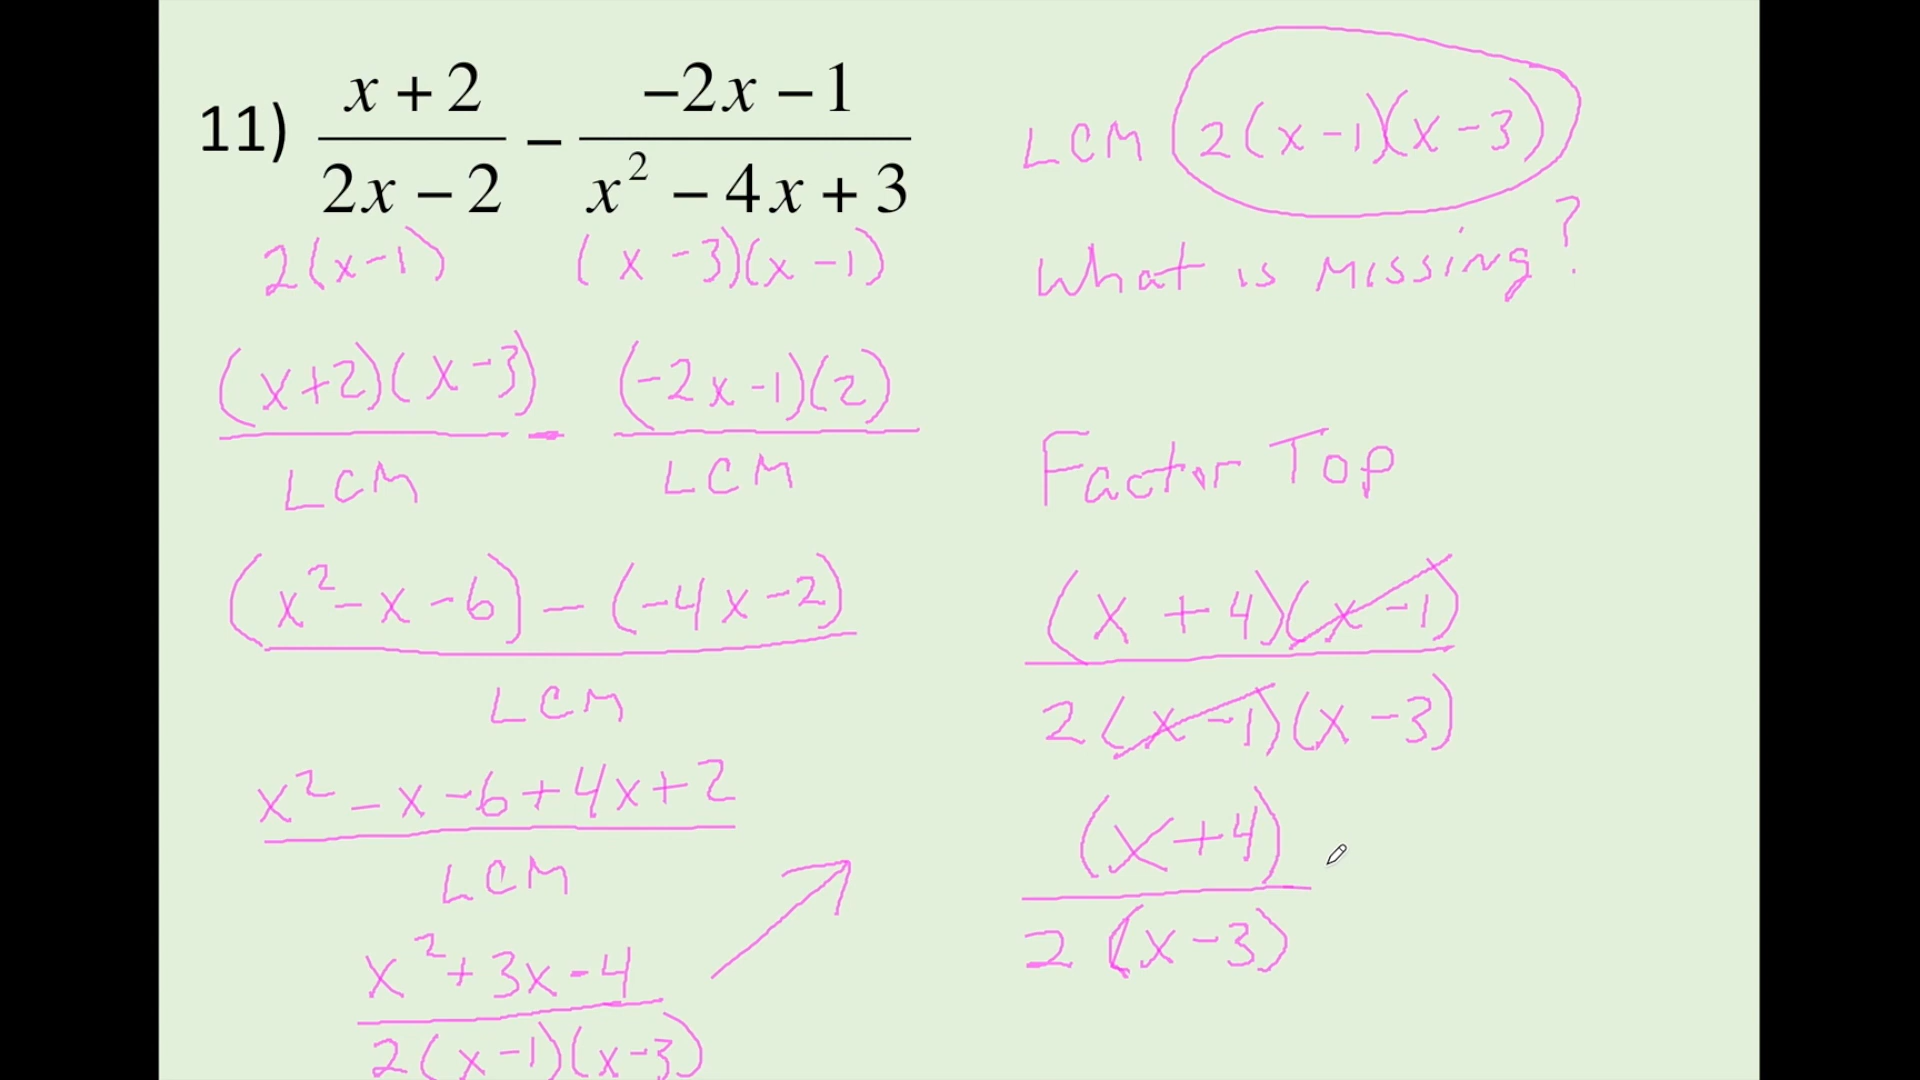 11) x + 2 / 2x − 2 − −2x − 1 / x² − 4x + 3
2(x-1) (x-3)(x-1)
(x+2)(x-3) - (-2x-1)(2)
LCM LCM
(x²-x-6) - (-4x-2)
LCM
x²-x-6+4x+2
LCM
x²+3x-4
2(x-1)(x-3)
LCM 2(x-1)(x-3)
What is missing?
Factor Top
(x+4)(x-1)
2(x-1)(x-3)
(x+4)
2(x-3)